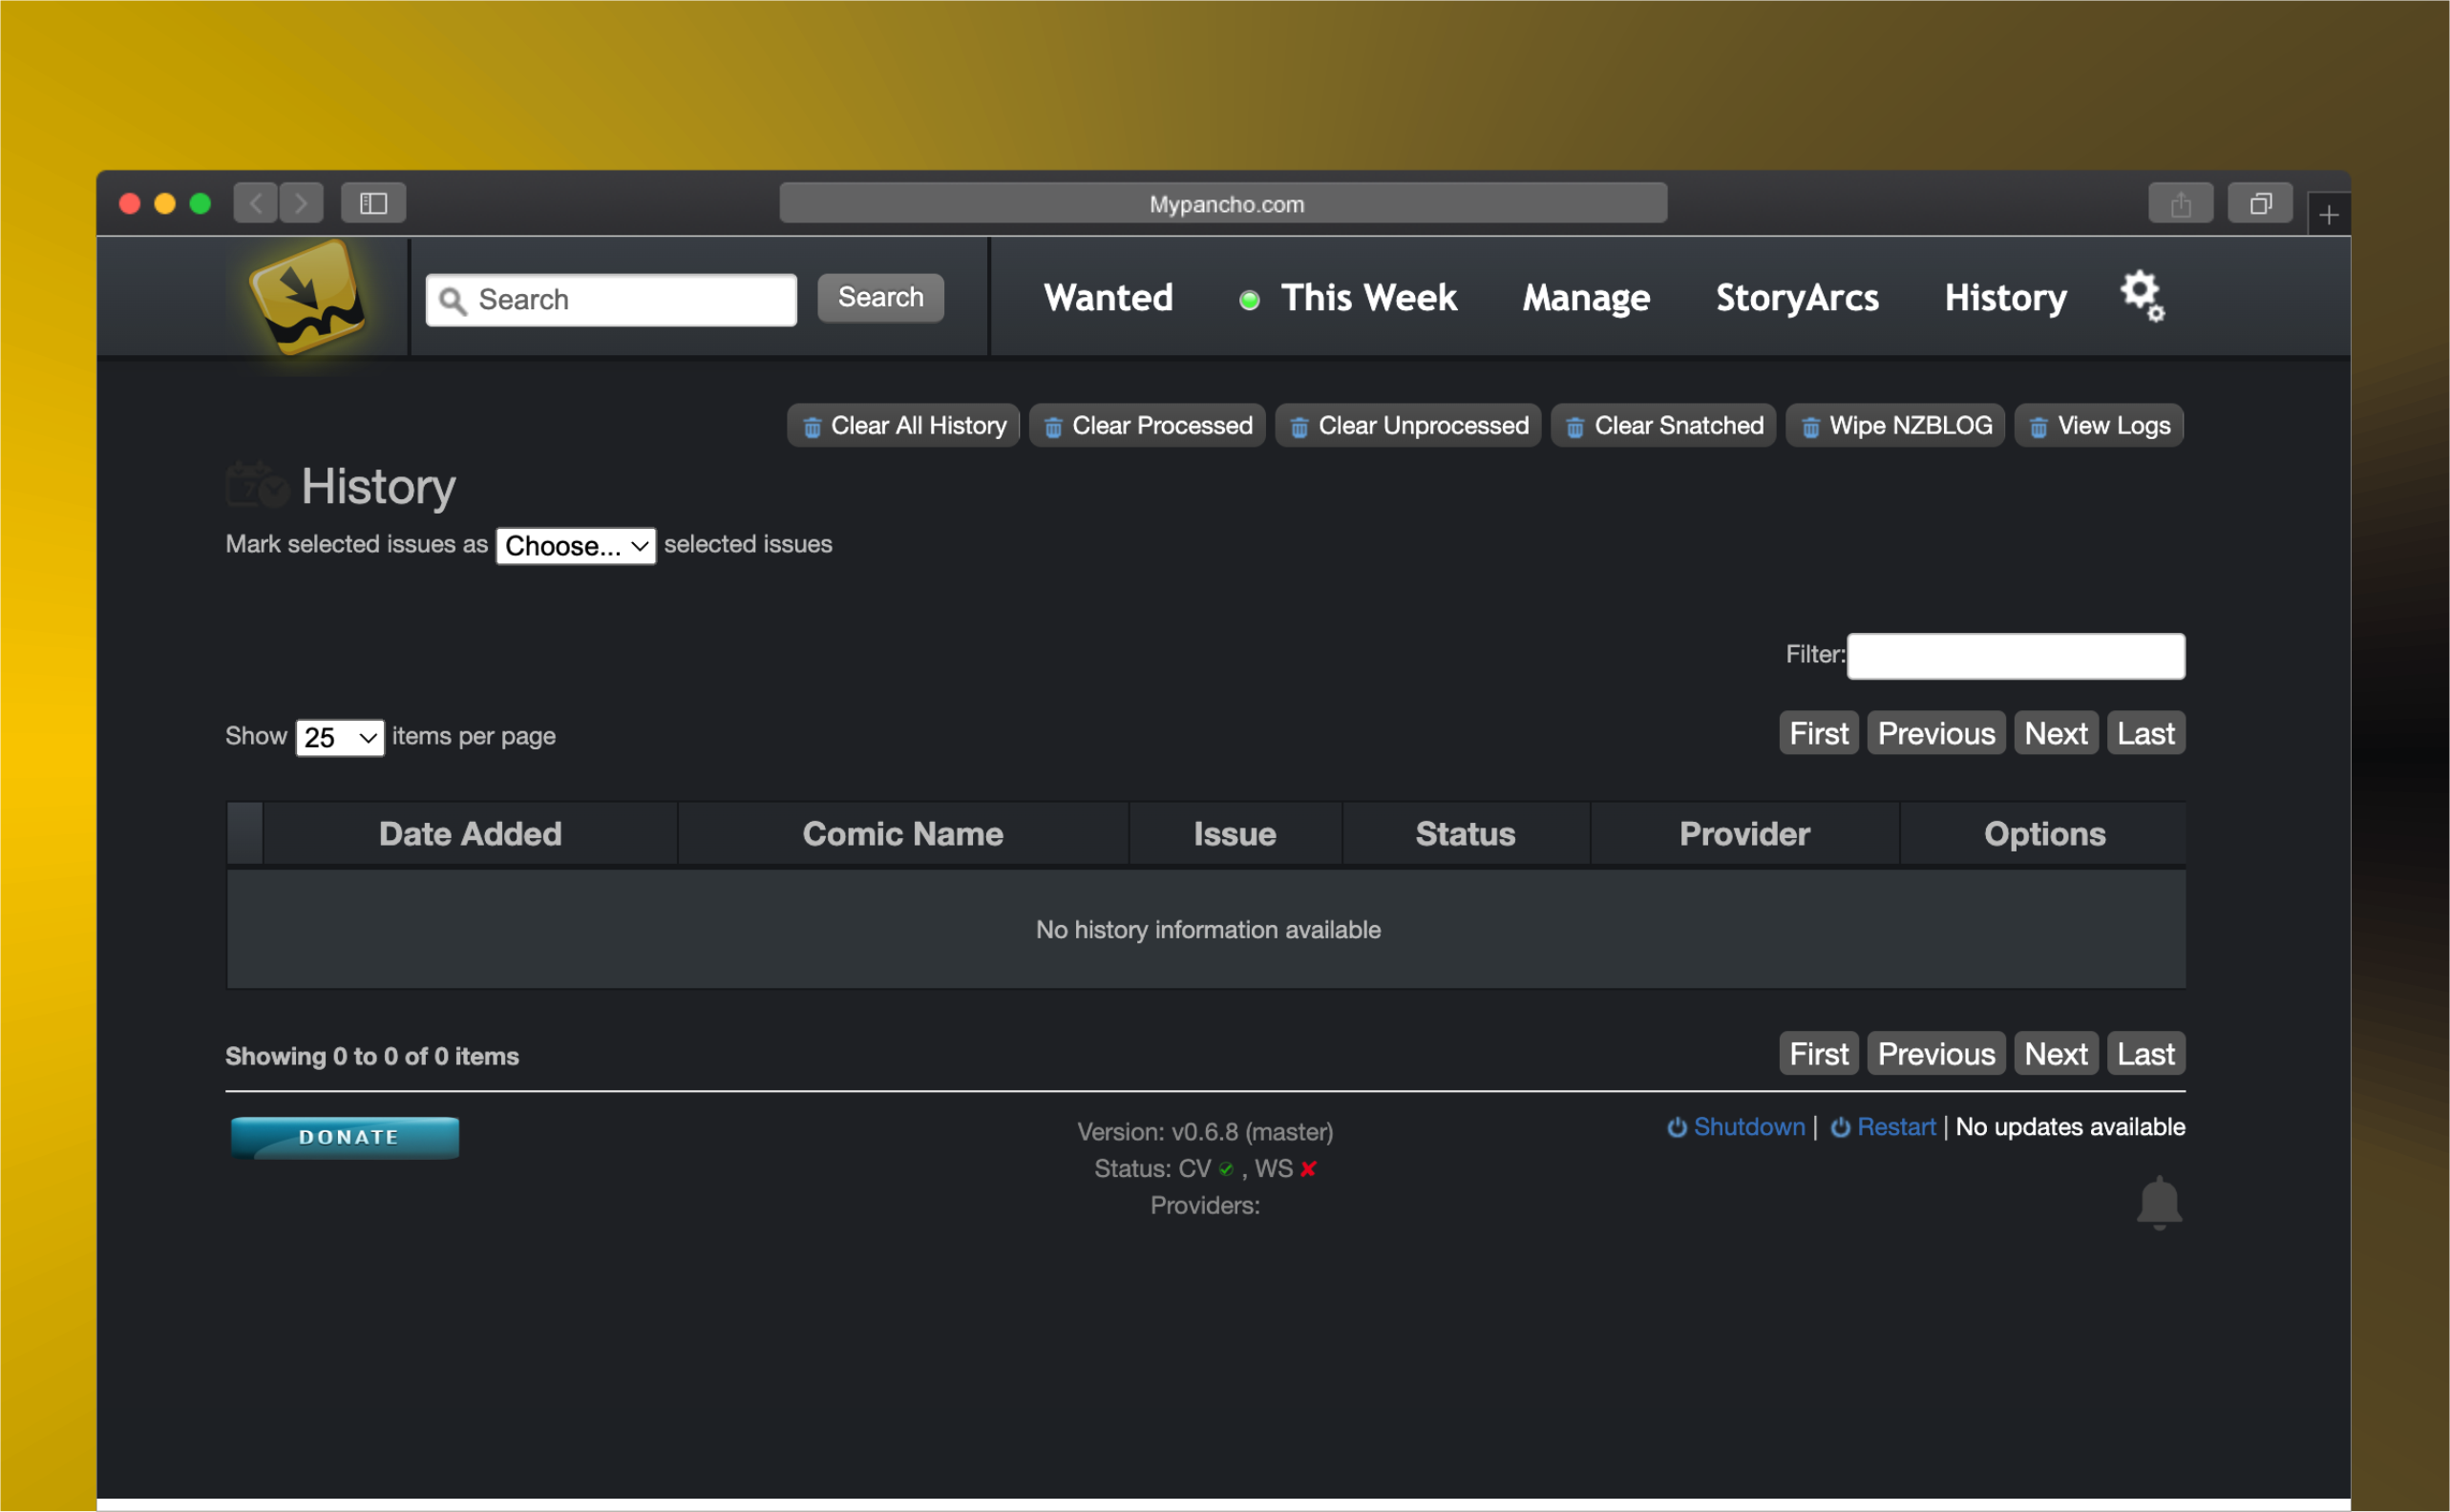 Mypancho.com
Search Search Wanted This Week Manage StoryArcs History
Clear All History Clear Processed Clear Unprocessed Clear Snatched Wipe NZBLOG View Logs
History
Mark selected issues as Choose... selected issues
Filter:
Show 25 items per page First Previous Next Last
Date Added Comic Name Issue Status Provider Options
No history information available
Showing 0 to 0 of 0 items First Previous Next Last
DONATE Version: v0.6.8 (master) Shutdown | Restart | No updates available
Status: CV , WS
Providers: